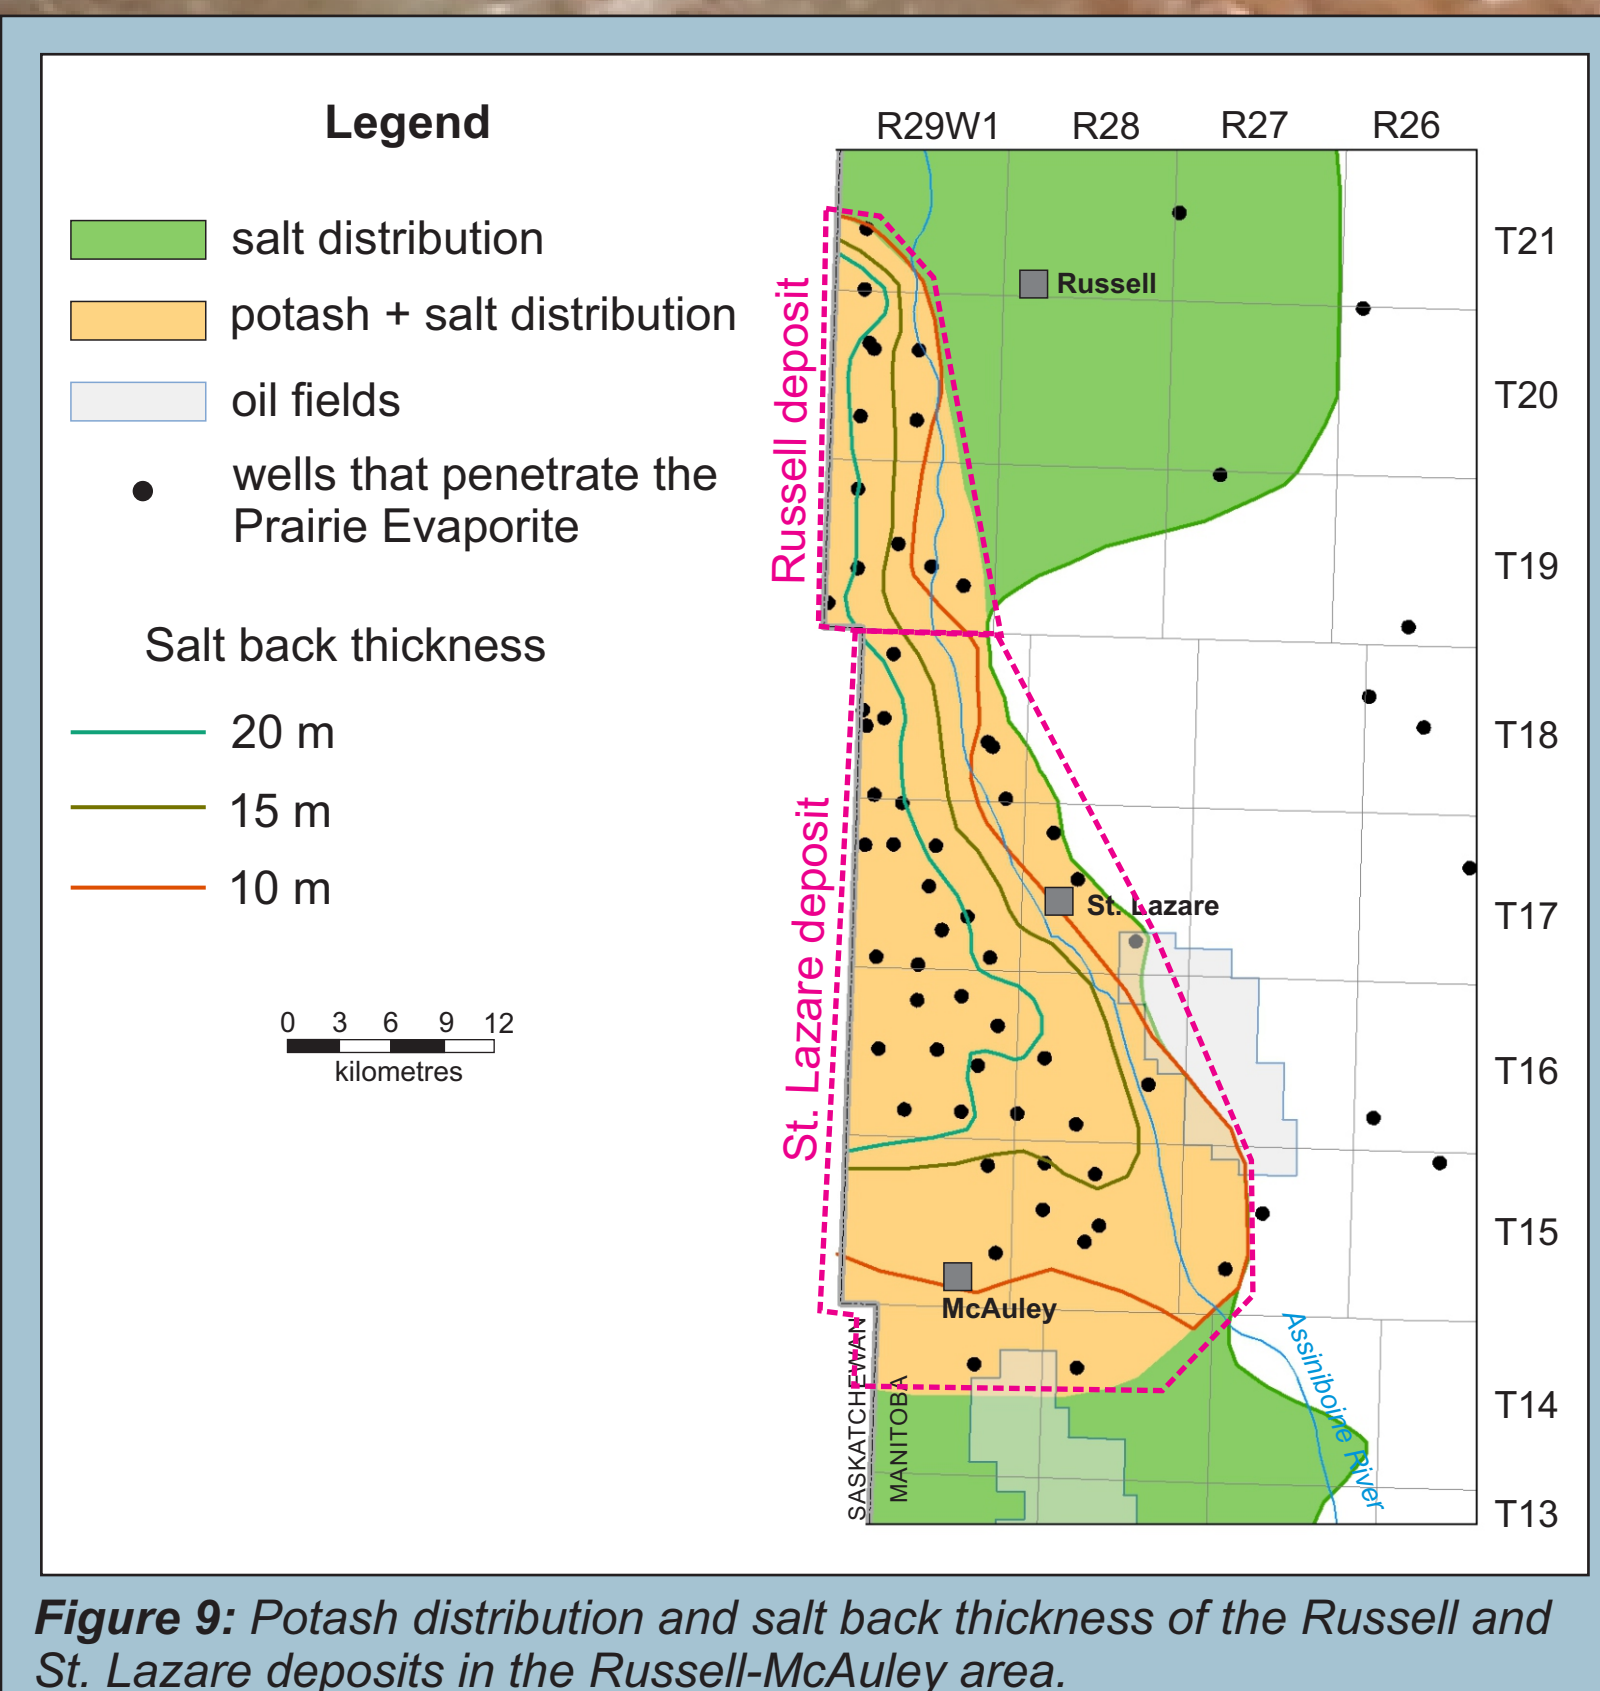 Legend
salt distribution
potash + salt distribution
oil fields
wells that penetrate the
Prairie Evaporite
Salt back thickness
20 m
15 m
10 m
0 3 6 9 12
kilometres
R29W1 R28 R27 R26
T21
T20
T19
T18
T17
T16
T15
T14
T13
Russell deposit
St. Lazare deposit
Russell
St. Lazare
McAuley
SASKATCHEWAN
MANITOBA
Assiniboine River
Figure 9: Potash distribution and salt back thickness of the Russell and
St. Lazare deposits in the Russell-McAuley area.